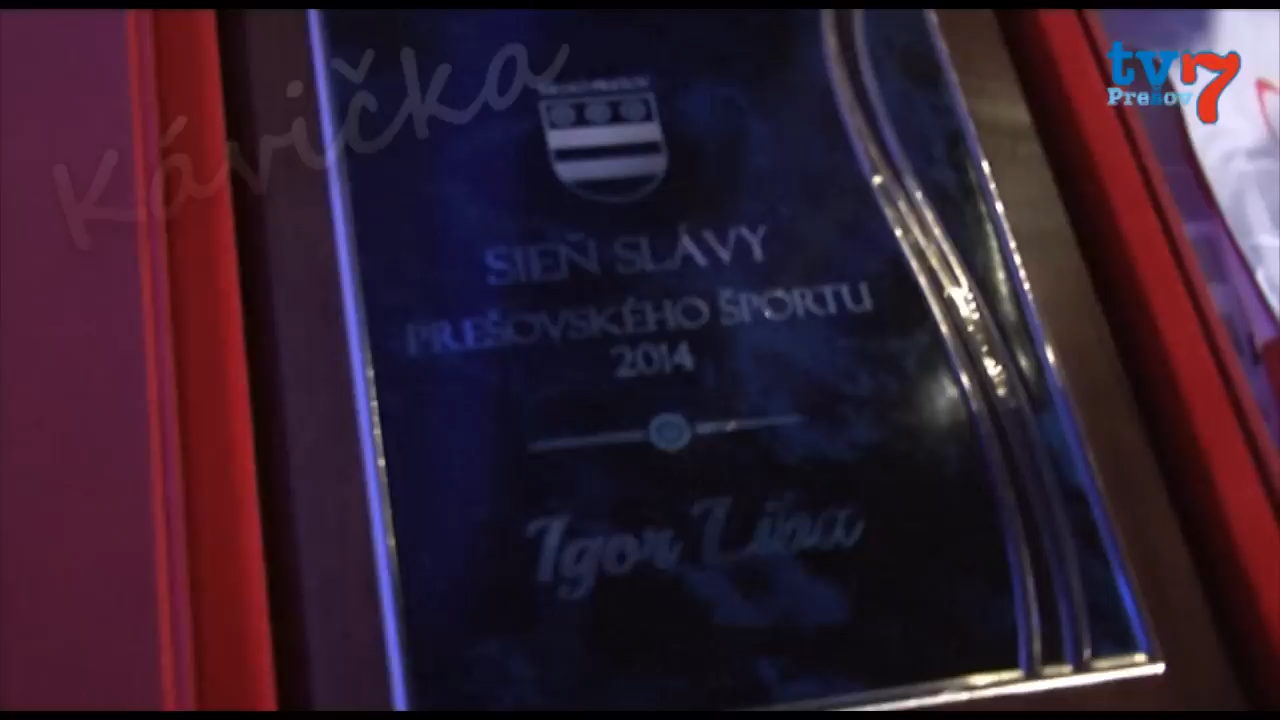 Kávička
tv7
Prešov
SIEŇ SLÁVY
PREŠOVSKÉHO ŠPORTU
2014
Igor Liba